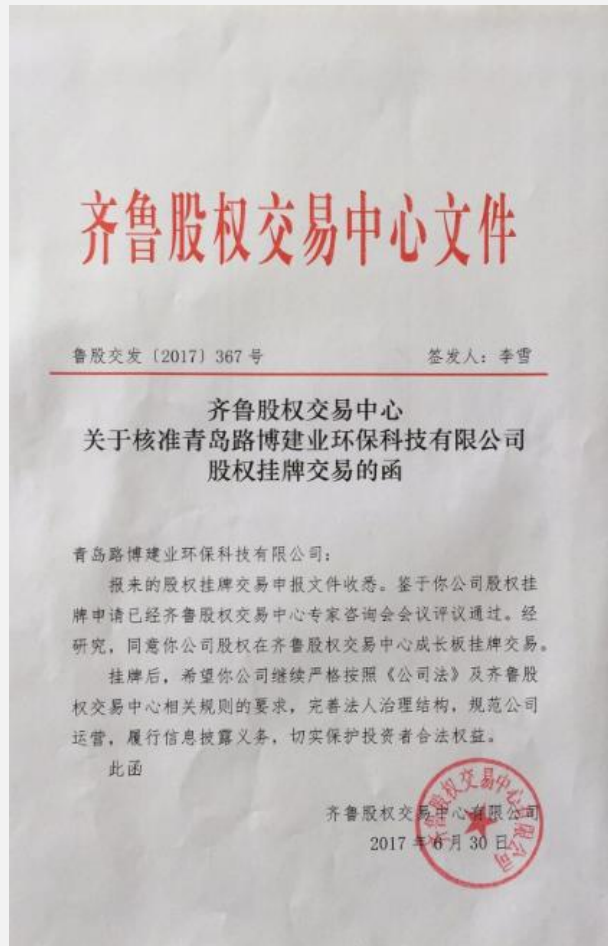 齐鲁股权交易中心文件
鲁股交发〔2017〕367号 签发人：李雪
齐鲁股权交易中心
关于核准青岛路博建业环保科技有限公司
股权挂牌交易的函
青岛路博建业环保科技有限公司：
报来的股权挂牌交易申报文件收悉。鉴于你公司股权挂
牌申请已经齐鲁股权交易中心专家咨询会会议评议通过。经
研究，同意你公司股权在齐鲁股权交易中心成长板挂牌交易。
挂牌后，希望你公司继续严格按照《公司法》及齐鲁股
权交易中心相关规则的要求，完善法人治理结构，规范公司
运营，履行信息披露义务，切实保护投资者合法权益。
此函
齐鲁股权交易中心有限公司
2017年6月30日
齐鲁股权交易中心有限公司